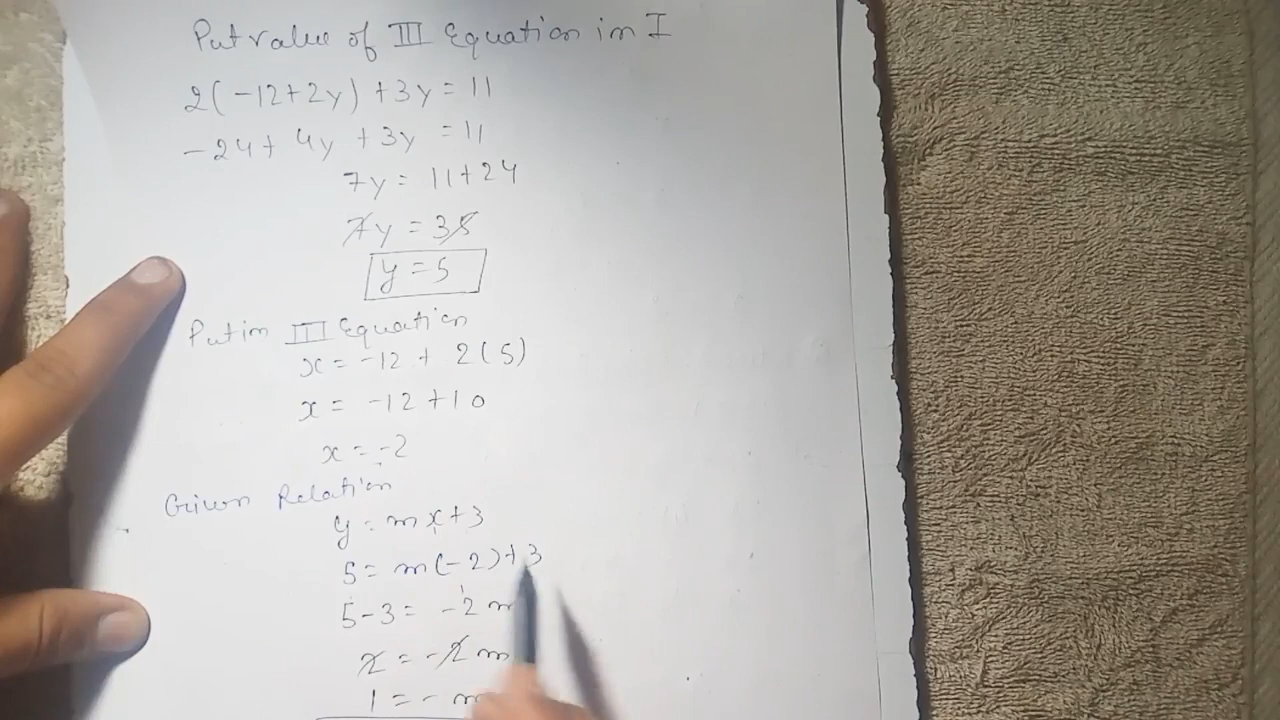 Put value of III Equation in I
2(-12+2y) +3y = 11
-24+ 4y +3y = 11
7y = 11+24
7y = 35
y = 5
Put in III Equation
x = -12 + 2(5)
x = -12 +10
x = -2
Given Relation
y = mx+3
5 = m(-2)+3
5-3 = -2m
2 = -2m
1 = -m